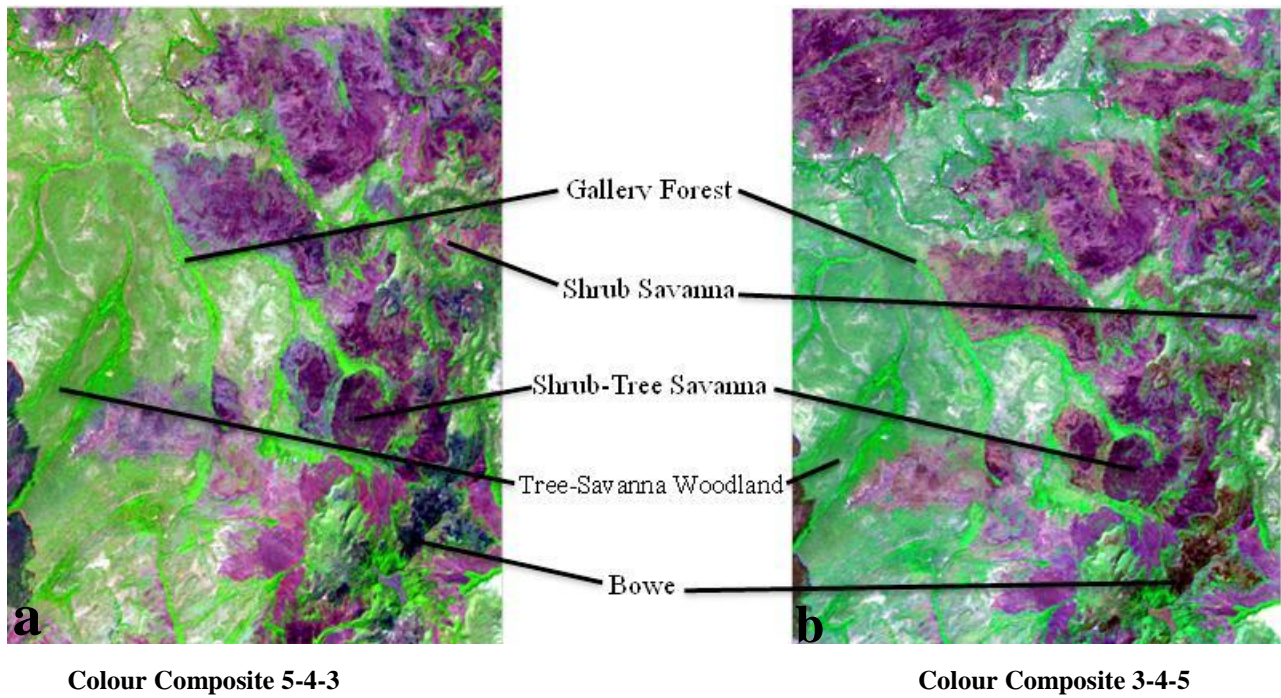 Gallery Forest
Shrub Savanna
Shrub-Tree Savanna
Tree-Savanna Woodland
Bowe
a
b
Colour Composite 5-4-3
Colour Composite 3-4-5